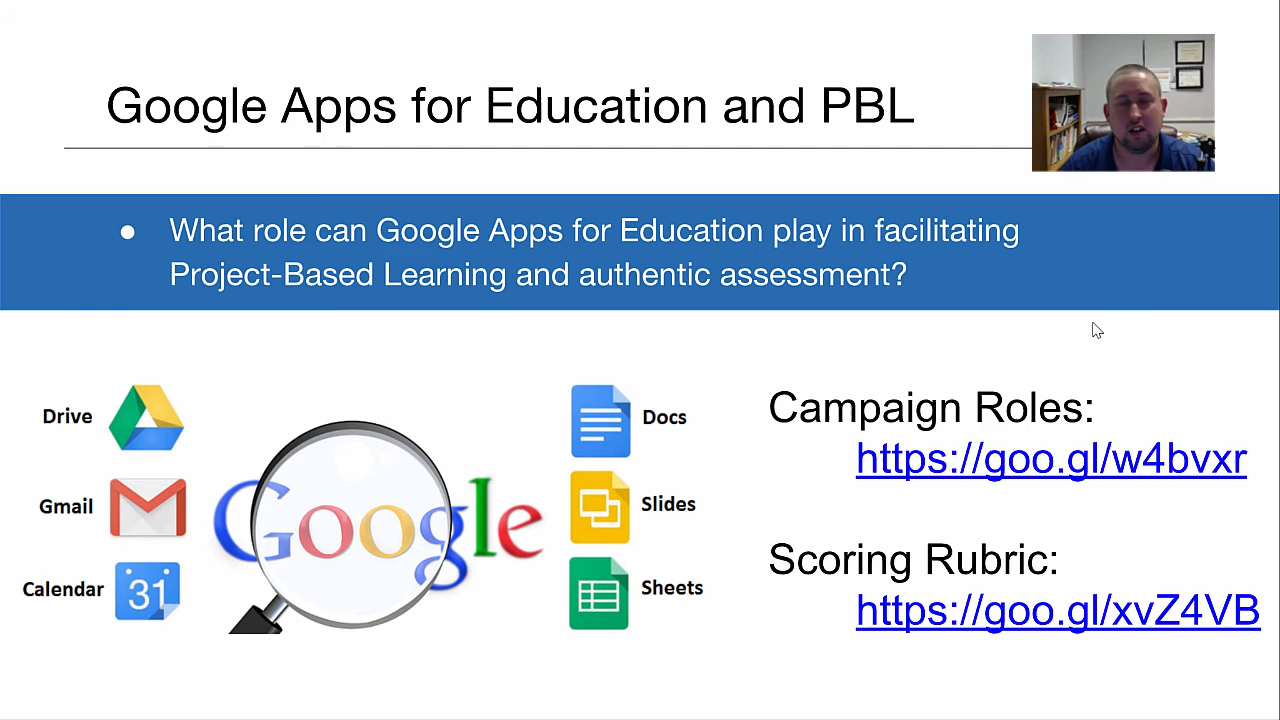 Google Apps for Education and PBL
● What role can Google Apps for Education play in facilitating
Project-Based Learning and authentic assessment?
Drive
Gmail
Calendar
31
Google
Docs
Slides
Sheets
Campaign Roles:
https://goo.gl/w4bvxr
Scoring Rubric:
https://goo.gl/xvZ4VB